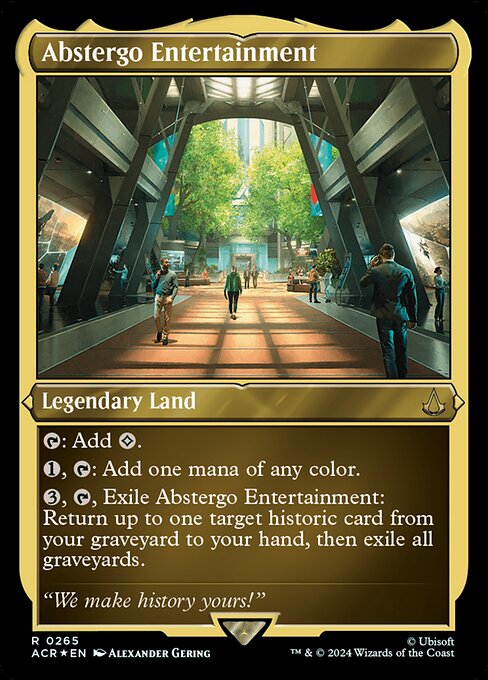 Abstergo Entertainment
Legendary Land
: Add .
1, : Add one mana of any color.
3, , Exile Abstergo Entertainment:
Return up to one target historic card from
your graveyard to your hand, then exile all
graveyards.
“We make history yours!”
R 0265
ACR★EN Alexander Gering
© Ubisoft
™ & © 2024 Wizards of the Coast